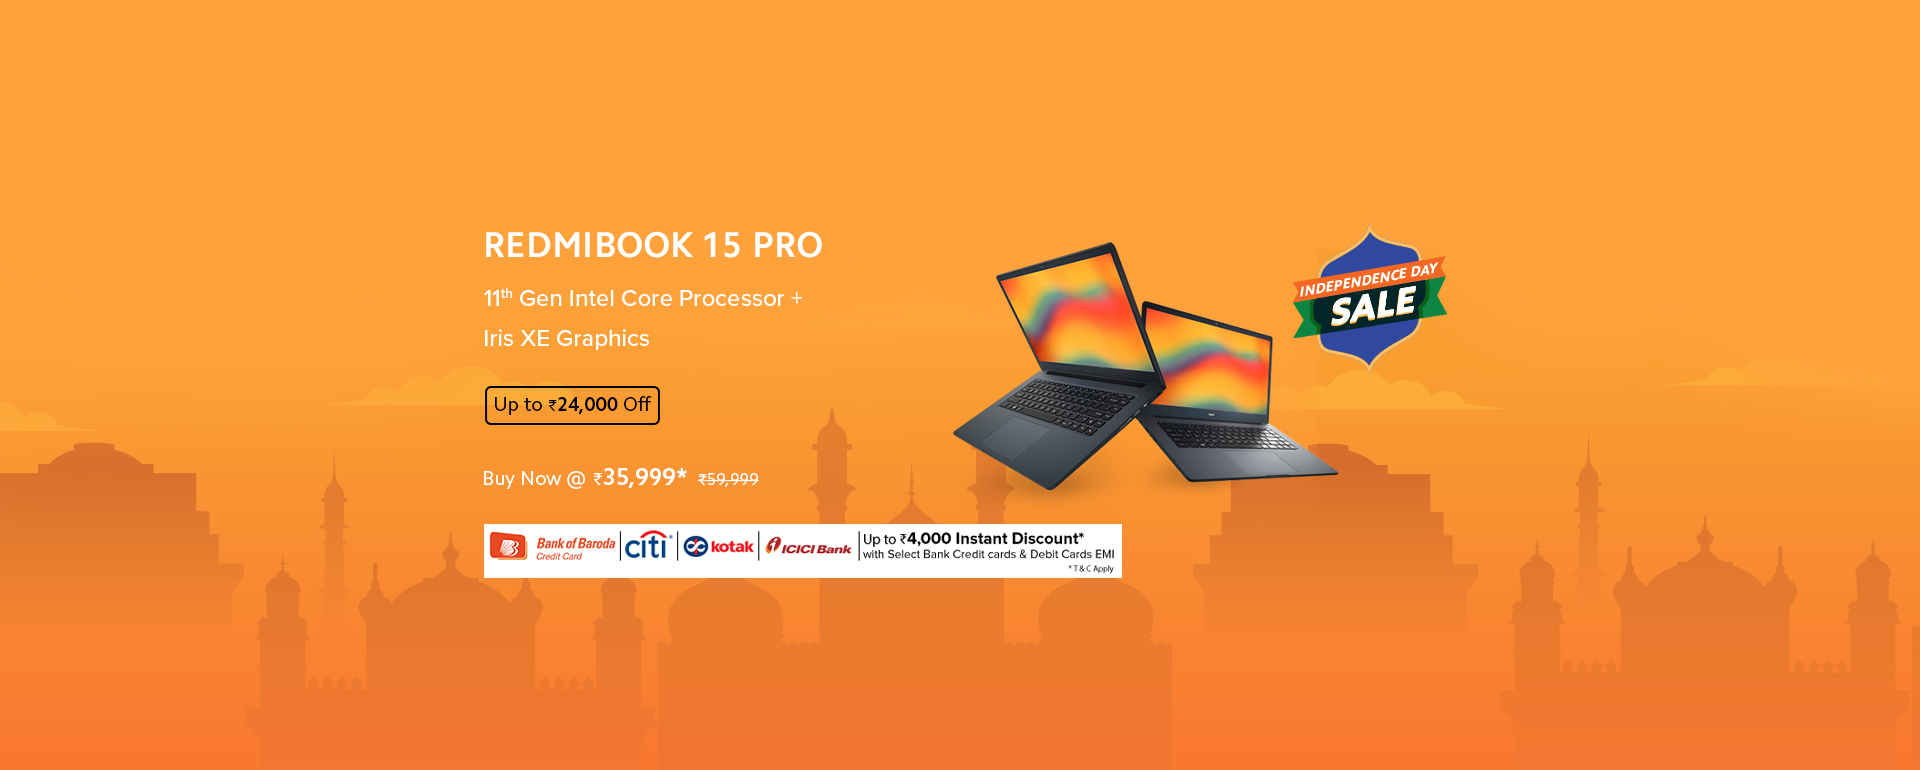 REDMIBOOK 15 PRO
11th Gen Intel Core Processor +
Iris XE Graphics
Up to ₹24,000 Off
Buy Now @ ₹35,999* ₹59,999
INDEPENDENCE DAY
SALE
Bank of Baroda
Credit Card
citi
kotak
ICICI Bank
Up to ₹4,000 Instant Discount*
with Select Bank Credit cards & Debit Cards EMI
*T & C Apply